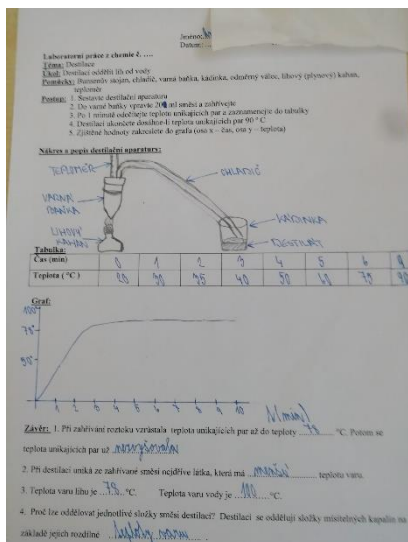 Jméno:
Datum:
Laboratorní práce z chemie č. ....
Téma: Destilace
Úkol: Destilací oddělit líh od vody
Pomůcky: Bunsenův stojan, chladič, varná baňka, kádinka, odměrný válec, lihový (plynový) kahan,
teploměr
Postup: 1. Sestavte destilační aparaturu
2. Do varné baňky vpravte ml směsi a zahřívejte
3. Po 1 minutě odečítejte teplotu unikajících par a zaznamenejte do tabulky
4. Destilaci ukončete dosáhne-li teplota unikajících par 90 °C
5. Zjištěné hodnoty zakreslete do grafu (osa x – čas, osa y – teplota)
Nákres a popis destilační aparatury:
TEPLOMĚR
CHLADIČ
VARNÁ
BAŇKA
KÁDINKA
LIHOVÝ
KAHAN
DESTILÁT
Tabulka:
Čas (min) 0 1 2 3 4 5 6
Teplota (°C) 20 30 35 40 50 60 75 90
Graf:
100°
78°
50°
1 2 3 4 5 6 7 8 9 10
(min)
Závěr: 1. Při zahřívání roztoku vzrůstala teplota unikajících par až do teploty 78 °C. Potom se
teplota unikajících par už nezvyšovala
2. Při destilaci uniká ze zahřívané směsi nejdříve látka, která má menší teplotu varu.
3. Teplota varu lihu je 78 °C. Teplota varu vody je 100 °C.
4. Proč lze oddělovat jednotlivé složky směsi destilací? Destilací se oddělují složky mísitelných kapalin na
základě jejich rozdílné teploty varu